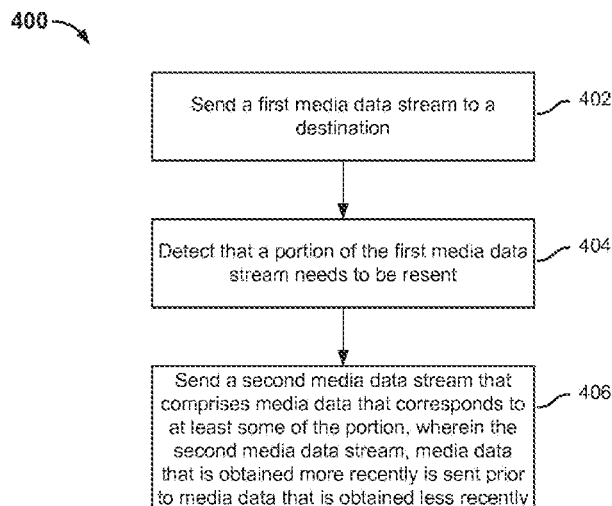 400
Send a first media data stream to a
destination
402
Detect that a portion of the first media data
stream needs to be resent
404
Send a second media data stream that
comprises media data that corresponds to
at least some of the portion, wherein the
second media data stream, media data
that is obtained more recently is sent prior
to media data that is obtained less recently
406